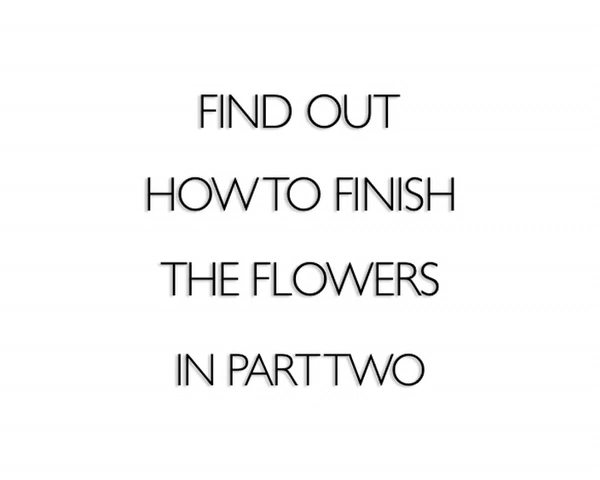 FIND OUT
HOW TO FINISH
THE FLOWERS
IN PART TWO